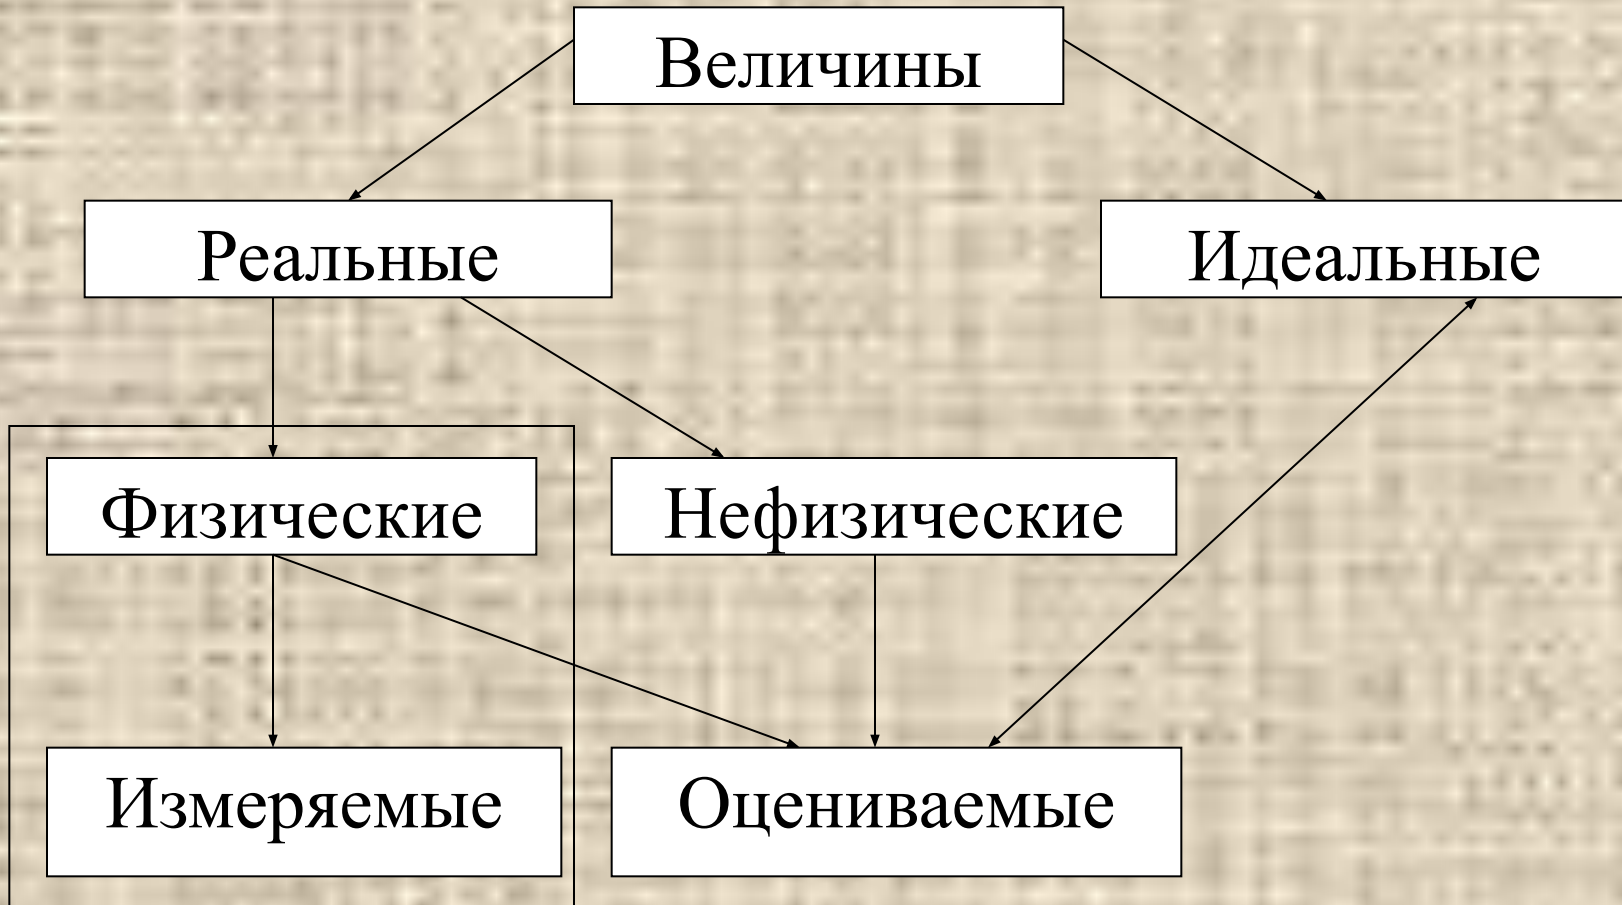 Величины
Реальные
Идеальные
Физические
Нефизические
Измеряемые
Оцениваемые